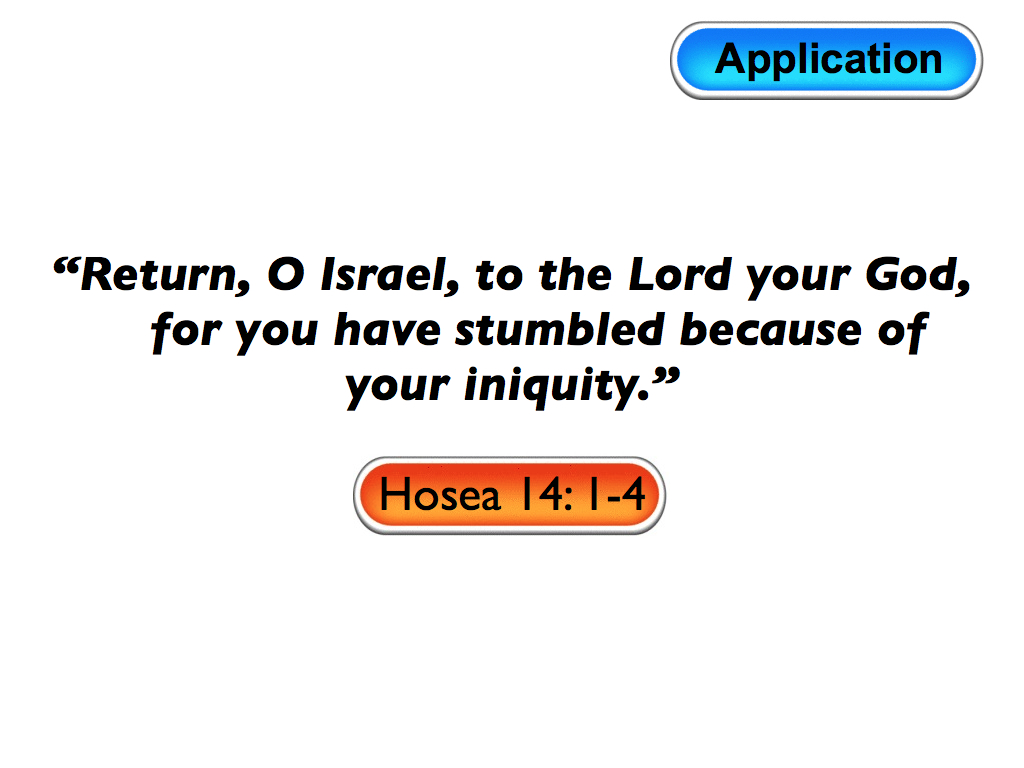 Application
“Return, O Israel, to the Lord your God,
for you have stumbled because of
your iniquity.”
Hosea 14: 1-4